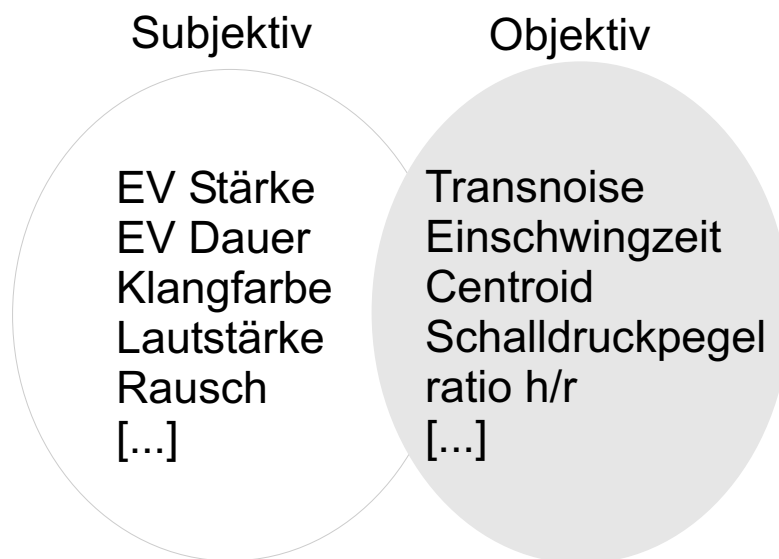 Subjektiv
Objektiv
EV Stärke
EV Dauer
Klangfarbe
Lautstärke
Rausch
[...]
Transnoise
Einschwingzeit
Centroid
Schalldruckpegel
ratio h/r
[...]